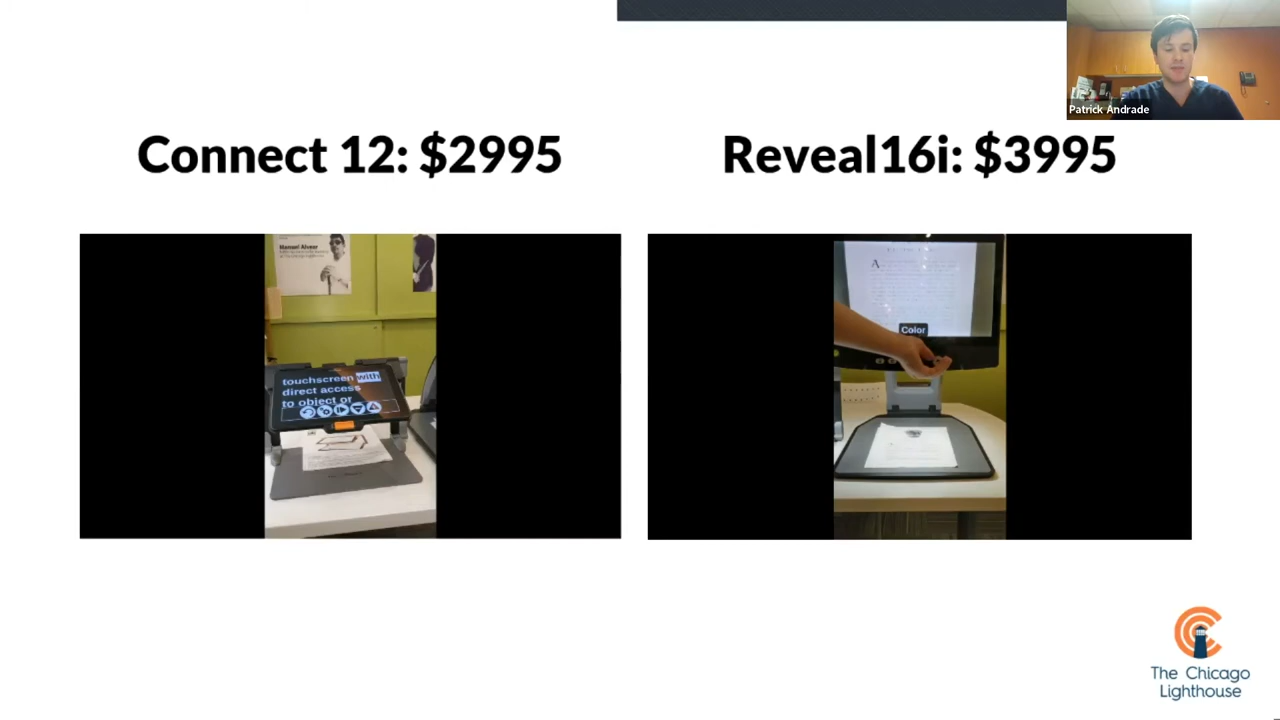 Patrick Andrade
Connect 12: $2995
Reveal16i: $3995
Manuel Alvear
touchscreen with
direct access
to object or
A
Color
The Chicago
Lighthouse